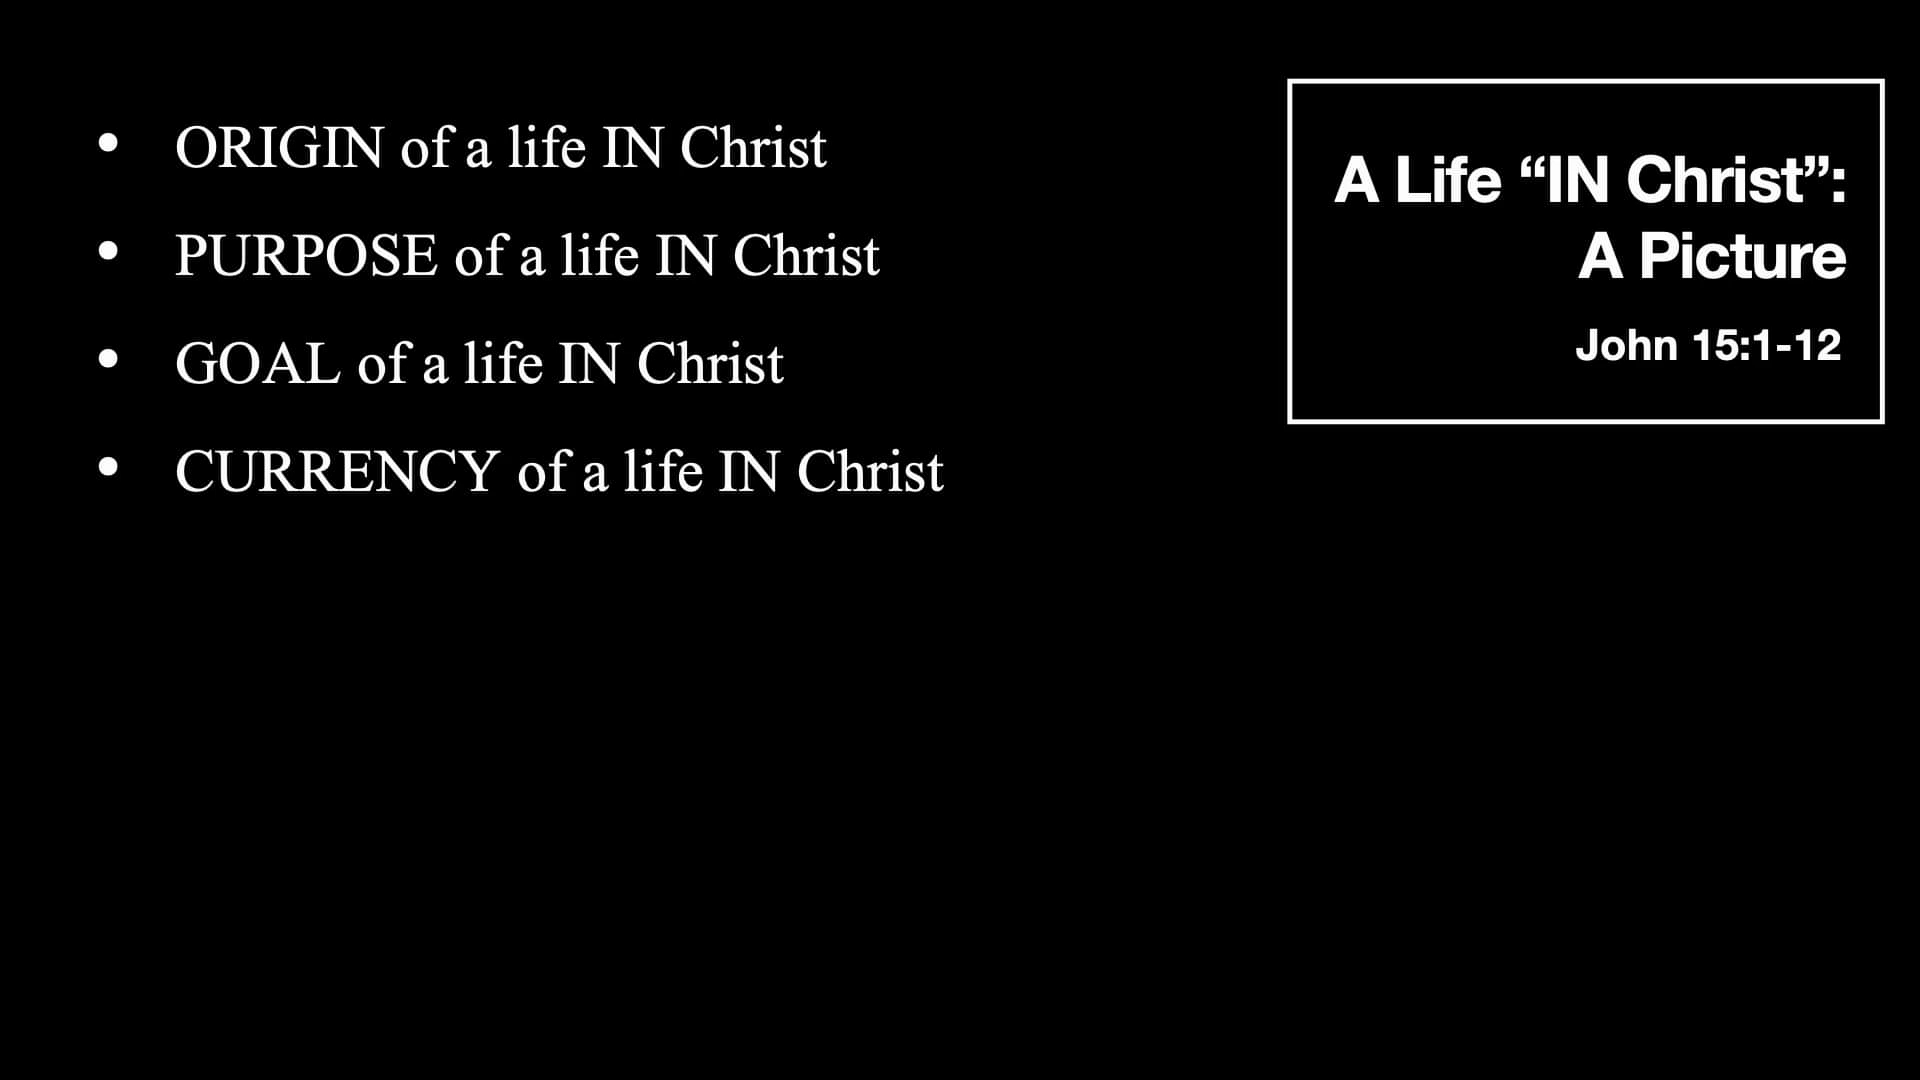 • ORIGIN of a life IN Christ
• PURPOSE of a life IN Christ
• GOAL of a life IN Christ
• CURRENCY of a life IN Christ
A Life “IN Christ”:
A Picture
John 15:1-12